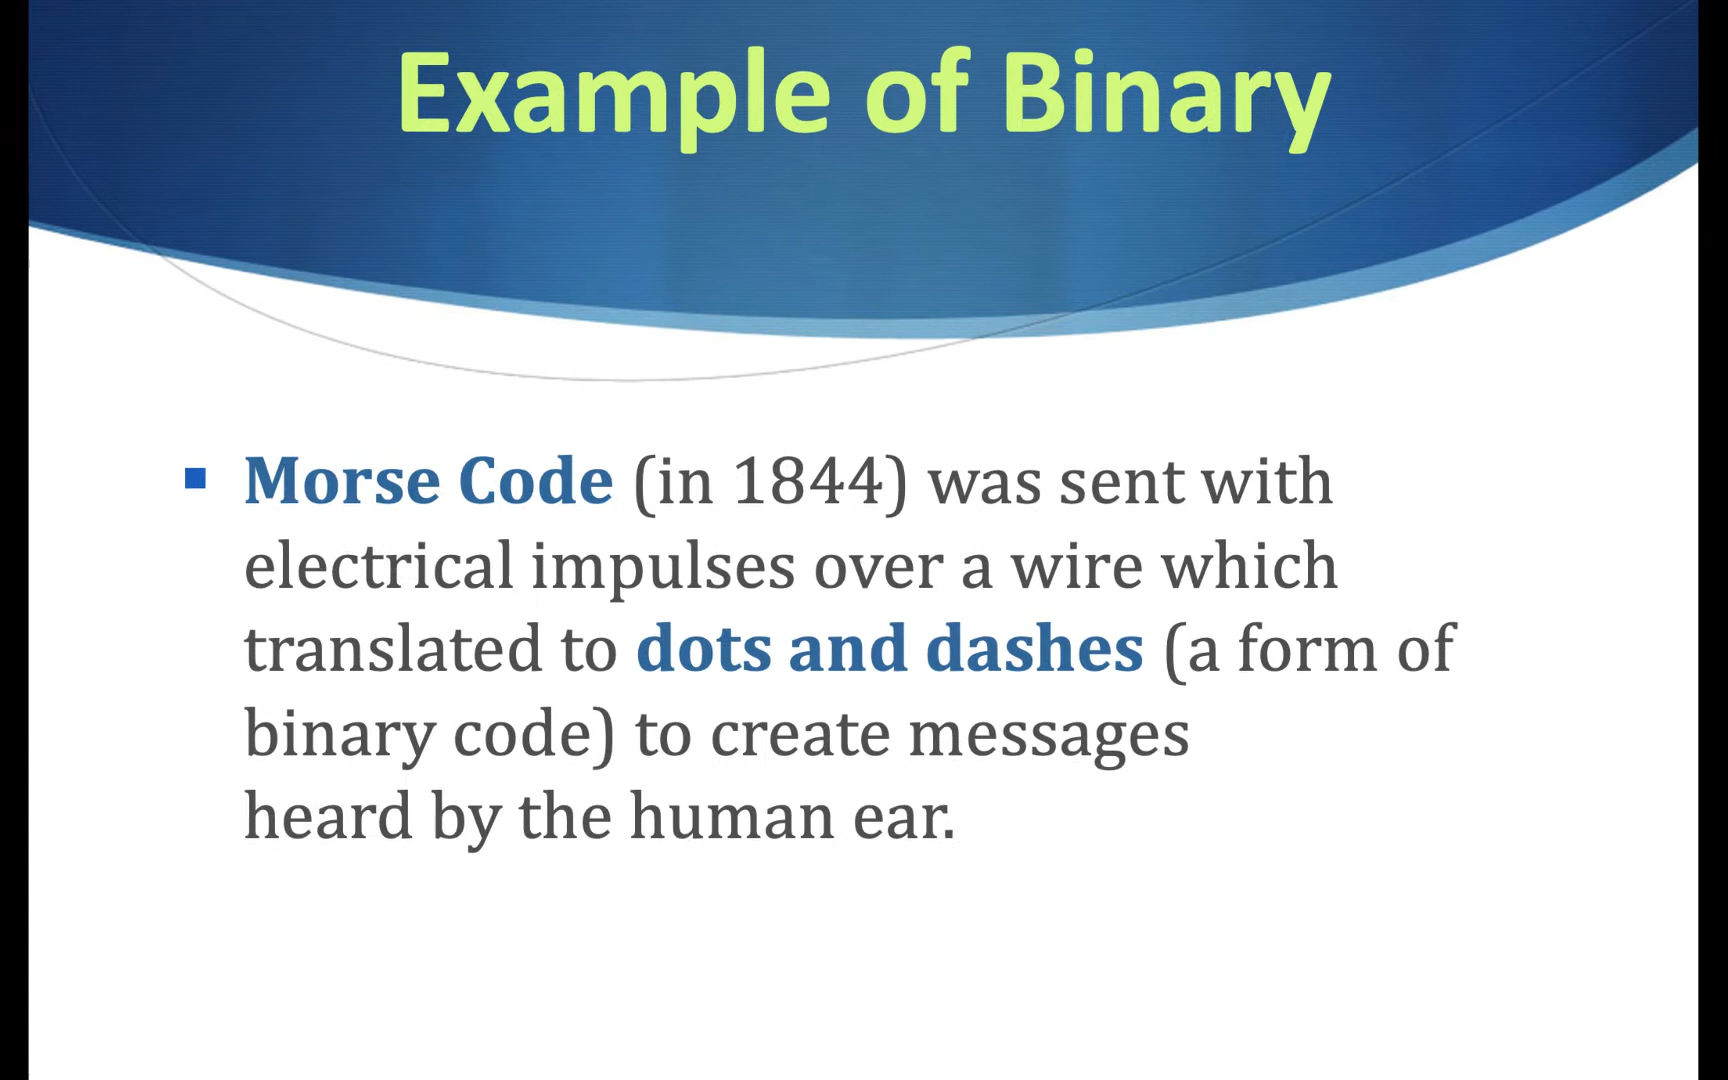 Example of Binary
Morse Code (in 1844) was sent with
electrical impulses over a wire which
translated to dots and dashes (a form of
binary code) to create messages
heard by the human ear.